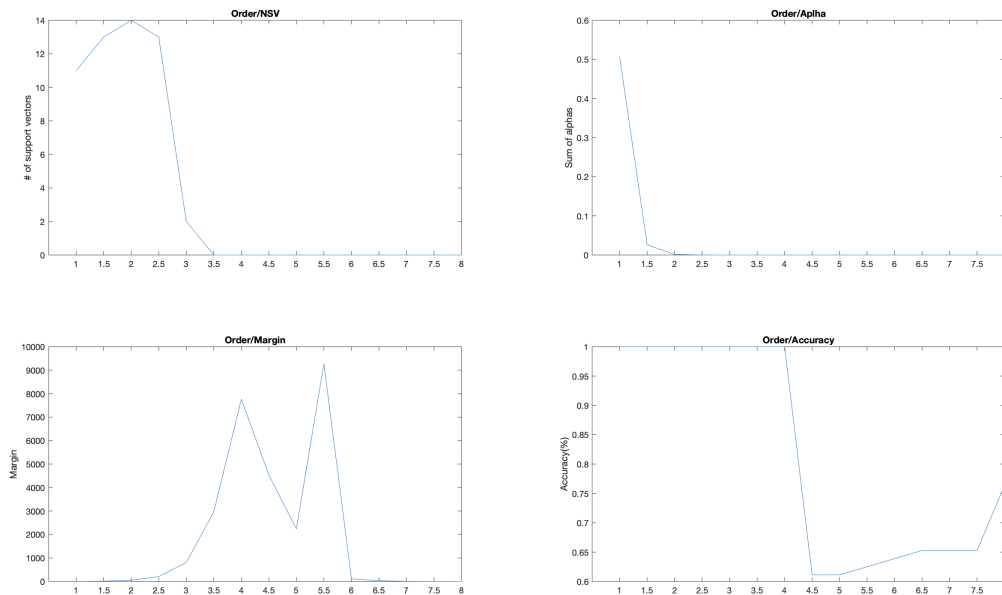 Order/NSV
# of support vectors
14
12
10
8
6
4
2
0
1 1.5 2 2.5 3 3.5 4 4.5 5 5.5 6 6.5 7 7.5 8
Order/Aplha
Sum of alphas
0.6
0.5
0.4
0.3
0.2
0.1
0
1 1.5 2 2.5 3 3.5 4 4.5 5 5.5 6 6.5 7 7.5
Order/Margin
Margin
10000
9000
8000
7000
6000
5000
4000
3000
2000
1000
0
1 1.5 2 2.5 3 3.5 4 4.5 5 5.5 6 6.5 7 7.5 8
Order/Accuracy
Accuracy(%)
1
0.95
0.9
0.85
0.8
0.75
0.7
0.65
0.6
1 1.5 2 2.5 3 3.5 4 4.5 5 5.5 6 6.5 7 7.5